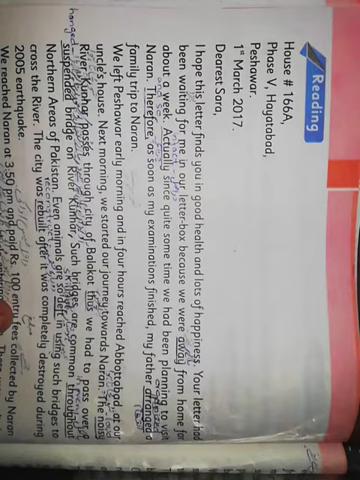 Reading
House # 166A,
Phase V, Hayatabad,
Peshawar.
1st March 2017.
Dearest Sara,
I hope this letter finds you in good health and lots of happiness. Your letter had
been waiting for me in our letter-box because we were away from home for
about a week. Actually since quite some time we had been planning to visit
Naran. Therefore, as soon as my examinations finished, my father arranged a
family trip to Naran.
We left Peshawar early morning and in four hours reached Abbottabad at our
uncle's house. Next morning, we started our journey towards Naran. The noisy
River Kunhar passes through city of Balakot thus we had to pass over a
suspended bridge on River Kunhar. Such bridges are common throughout
Northern Areas of Pakistan. Even animals are so deft in using such bridges to
cross the River. The city was rebuilt after it was completely destroyed during
2005 earthquake.
We reached Naran at 3:50 pm and paid Rs. 100 entry fees collected by Naran